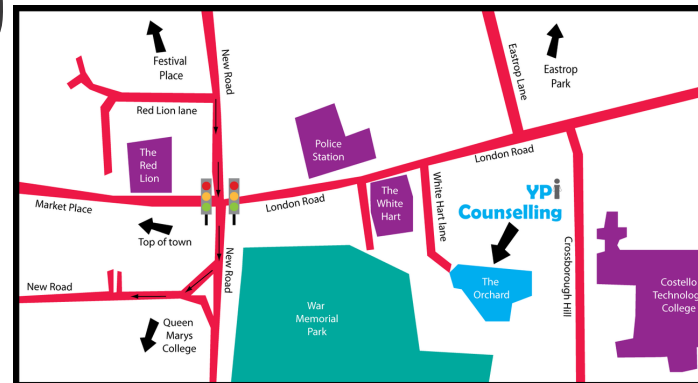 Festival
Place
New Road
Eastrop Lane
Eastrop
Park
Red Lion lane
Police
Station
The
Red
Lion
London Road
Market Place
London Road
The
White
Hart
White Hart lane
YPi
Counselling
Top of town
New Road
Crossborough Hill
New Road
The
Orchard
Costello
Technolog
College
War
Memorial
Park
Queen
Marys
College